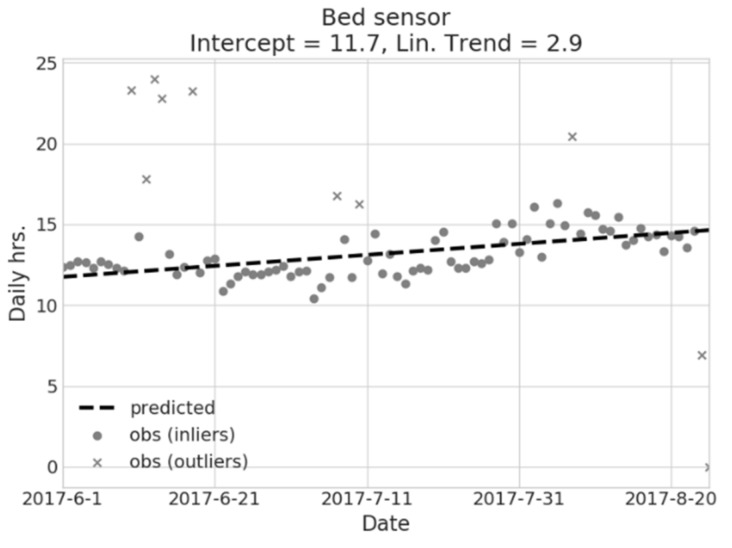 Bed sensor
Intercept = 11.7, Lin. Trend = 2.9
25
20
15
10
5
0
Daily hrs.
predicted
obs (inliers)
obs (outliers)
2017-6-1 2017-6-21 2017-7-11 2017-7-31 2017-8-20
Date